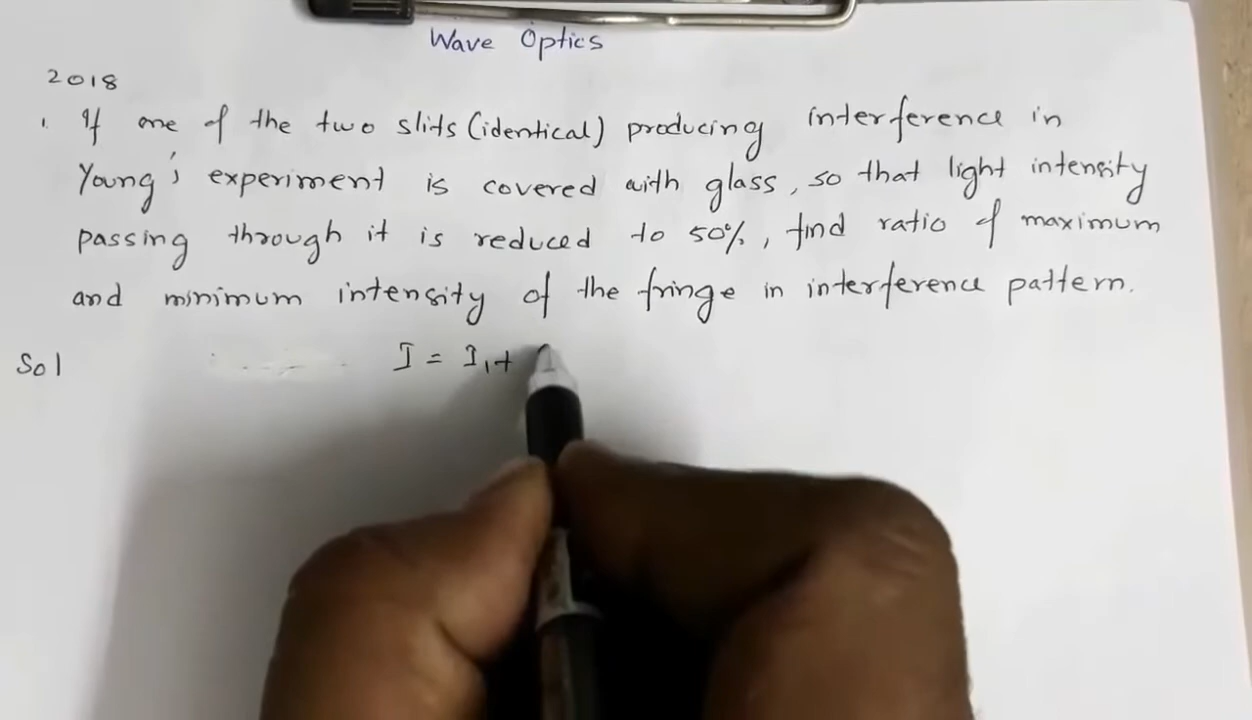 Wave Optics
2018
1. If one of the two slits (identical) producing interference in
Young's experiment is covered with glass, so that light intensity
passing through it is reduced to 50%, find ratio of maximum
and minimum intensity of the fringe in interference pattern.
Sol I = I₁ +